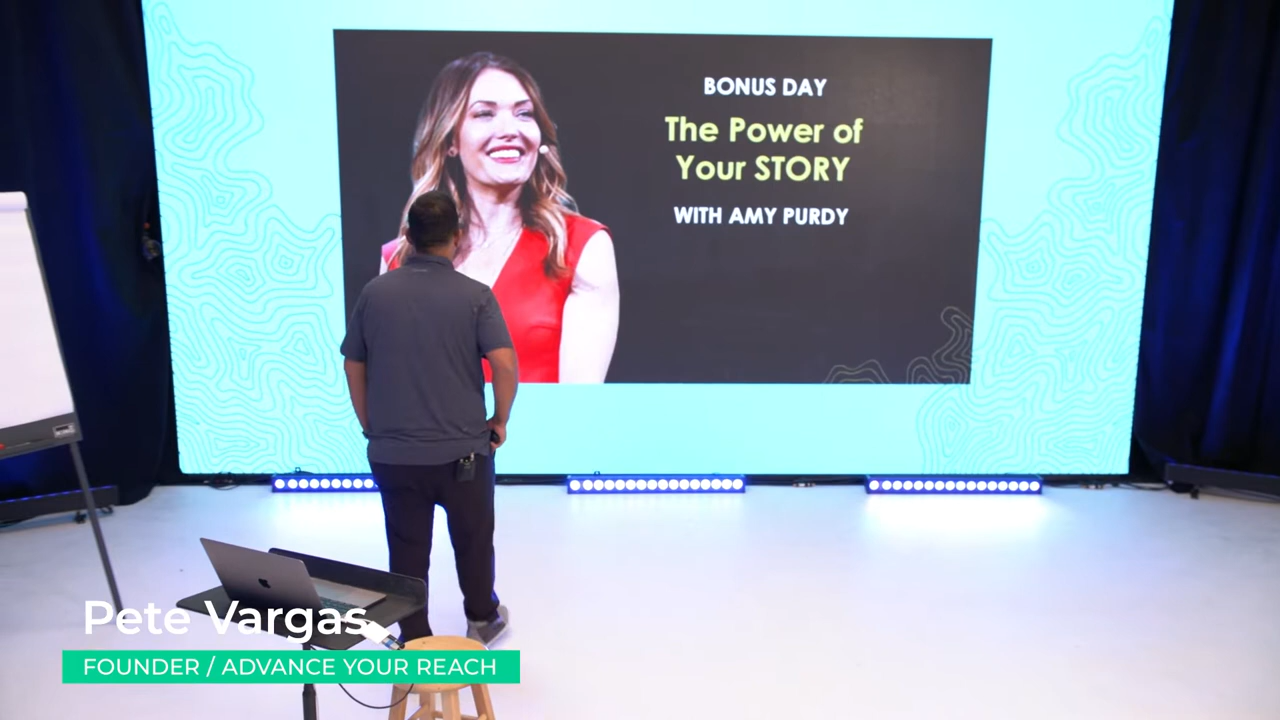 BONUS DAY
The Power of
Your STORY
WITH AMY PURDY
Pete Vargas
FOUNDER / ADVANCE YOUR REACH